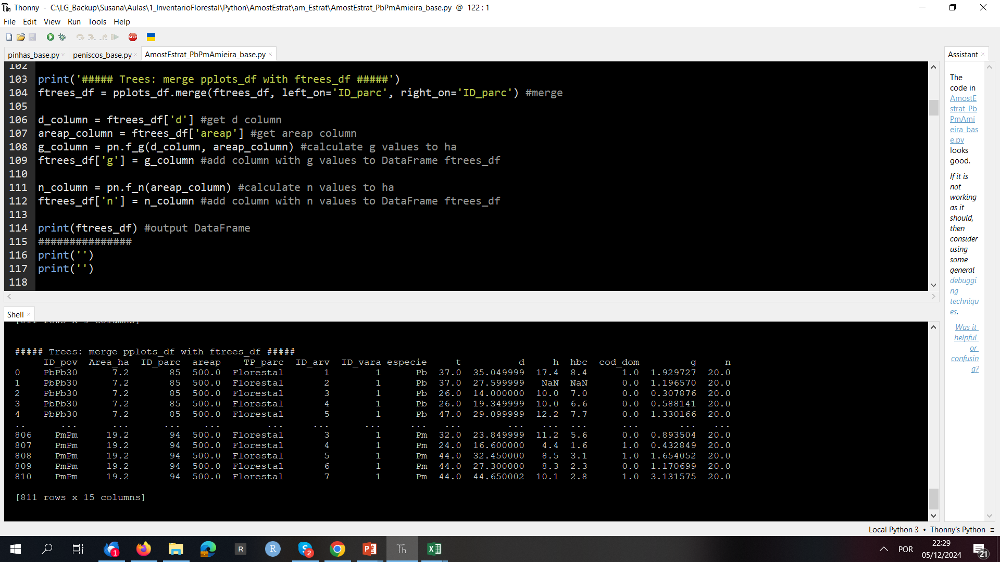 Thonny - C:\LG_Backup\Susana\Aulas\1_InventarioFlorestal\Python\AmostEstrat\am_Estrat\AmostEstrat_PbPmAmieira_base.py @ 122 : 1
File Edit View Run Tools Help
STOP
pinhas_base.py × peniscos_base.py × AmostEstrat_PbPmAmieira_base.py ×
102
103 print('##### Trees: merge pplots_df with ftrees_df #####')
104 ftrees_df = pplots_df.merge(ftrees_df, left_on='ID_parc', right_on='ID_parc') #merge
105
106 d_column = ftrees_df['d'] #get d column
107 areap_column = ftrees_df['areap'] #get areap column
108 g_column = pn.f_g(d_column, areap_column) #calculate g values to ha
109 ftrees_df['g'] = g_column #add column with g values to DataFrame ftrees_df
110
111 n_column = pn.f_n(areap_column) #calculate n values to ha
112 ftrees_df['n'] = n_column #add column with n values to DataFrame ftrees_df
113
114 print(ftrees_df) #output DataFrame
115 ###############
116 print('')
117 print('')
118
Shell ×
[811 rows x 9 columns]
##### Trees: merge pplots_df with ftrees_df #####
ID_pov Area_ha ID_parc areap TP_parc ID_arv ID_vara especie t d h hbc cod_dom g n
0 PbPb30 7.2 85 500.0 Florestal 1 1 Pb 37.0 35.049999 17.4 8.4 1.0 1.929727 20.0
1 PbPb30 7.2 85 500.0 Florestal 2 1 Pb 37.0 27.599999 NaN NaN 0.0 1.196570 20.0
2 PbPb30 7.2 85 500.0 Florestal 3 1 Pb 26.0 14.000000 10.0 7.0 0.0 0.307876 20.0
3 PbPb30 7.2 85 500.0 Florestal 4 1 Pb 26.0 19.349999 10.0 6.6 0.0 0.588141 20.0
4 PbPb30 7.2 85 500.0 Florestal 5 1 Pb 47.0 29.099999 12.2 7.7 0.0 1.330166 20.0
.. ... ... ... ... ... ... ... ... ... ... ... ... ... ... ...
806 PmPm 19.2 94 500.0 Florestal 3 1 Pm 32.0 23.849999 11.2 5.6 0.0 0.893504 20.0
807 PmPm 19.2 94 500.0 Florestal 4 1 Pm 24.0 16.600000 4.4 1.6 1.0 0.432849 20.0
808 PmPm 19.2 94 500.0 Florestal 5 1 Pm 44.0 32.450000 8.5 3.1 1.0 1.654052 20.0
809 PmPm 19.2 94 500.0 Florestal 6 1 Pm 44.0 27.300000 8.3 2.3 0.0 1.170699 20.0
810 PmPm 19.2 94 500.0 Florestal 7 1 Pm 44.0 44.650002 10.1 2.8 1.0 3.131575 20.0
[811 rows x 15 columns]
Assistant ×
The
code in
AmostE
strat_Pb
PmAmi
eira_bas
e.py
looks
good.
If it is
not
working
as it
should,
then
consider
using
some
general
debuggi
ng
techniqu
es.
Was it
helpful
or
confusin
g?
Local Python 3 • Thonny's Python ≡
1
R
R
S 2
P
Th
X
POR
22:29
05/12/2024
21